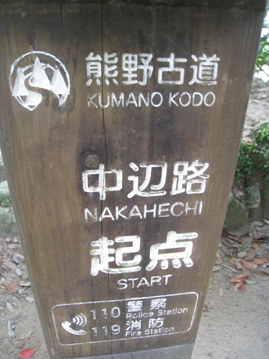 熊野古道
KUMANO KODO
中辺路
NAKAHECHI
起点
START
110 警察
Police Station
119 消防
Fire Station